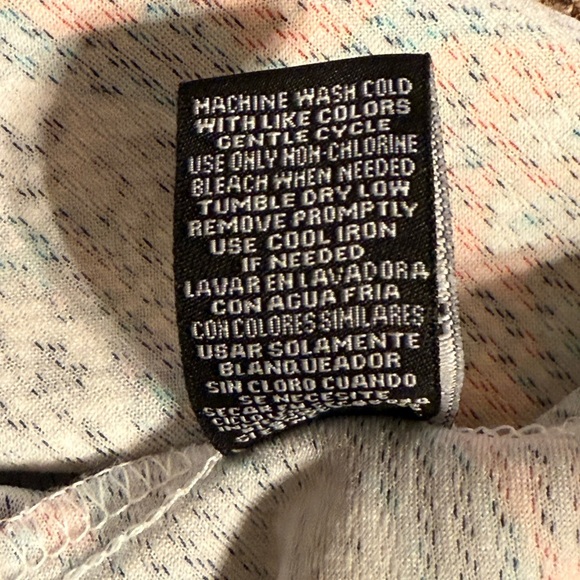 MACHINE WASH COLD
WITH LIKE COLORS
GENTLE CYCLE
USE ONLY NON-CHLORINE
BLEACH WHEN NEEDED
TUMBLE DRY LOW
REMOVE PROMPTLY
USE COOL IRON
IF NEEDED
LAVAR EN LAVADORA
CON AGUA FRIA
CON COLORES SIMILARES
USAR SOLAMENTE
BLANQUEADOR
SIN CLORO CUANDO
SE NECESITE
SECAR